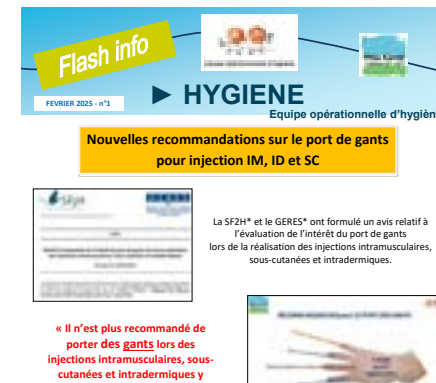 Flash info
FEVRIER 2025 - n°1
► HYGIENE
Equipe opérationnelle d'hygièn
Nouvelles recommandations sur le port de gants
pour injection IM, ID et SC
SF2H
La SF2H* et le GERES* ont formulé un avis relatif à
l'évaluation de l'intérêt du port de gants
lors de la réalisation des injections intramusculaires,
sous-cutanées et intradermiques.
« Il n'est plus recommandé de
porter des gants lors des
injections intramusculaires, sous-
cutanées et intradermiques y